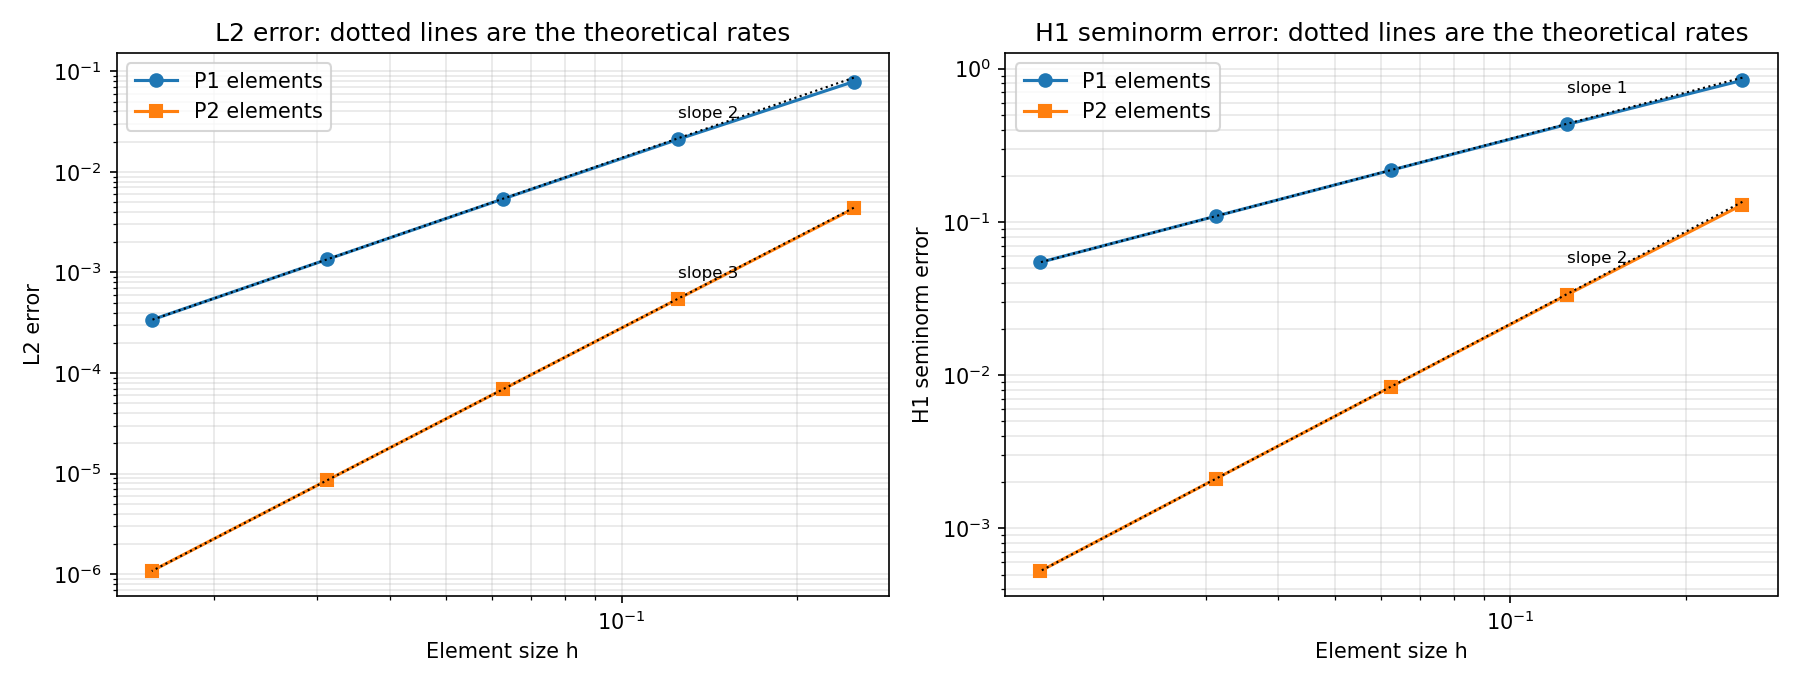 L2 error: dotted lines are the theoretical rates
P1 elements
P2 elements
slope 2
slope 3
10⁻¹
10⁻²
10⁻³
10⁻⁴
10⁻⁵
10⁻⁶
L2 error
10⁻¹
Element size h
H1 seminorm error: dotted lines are the theoretical rates
P1 elements
P2 elements
slope 1
slope 2
10⁰
10⁻¹
10⁻²
10⁻³
H1 seminorm error
10⁻¹
Element size h